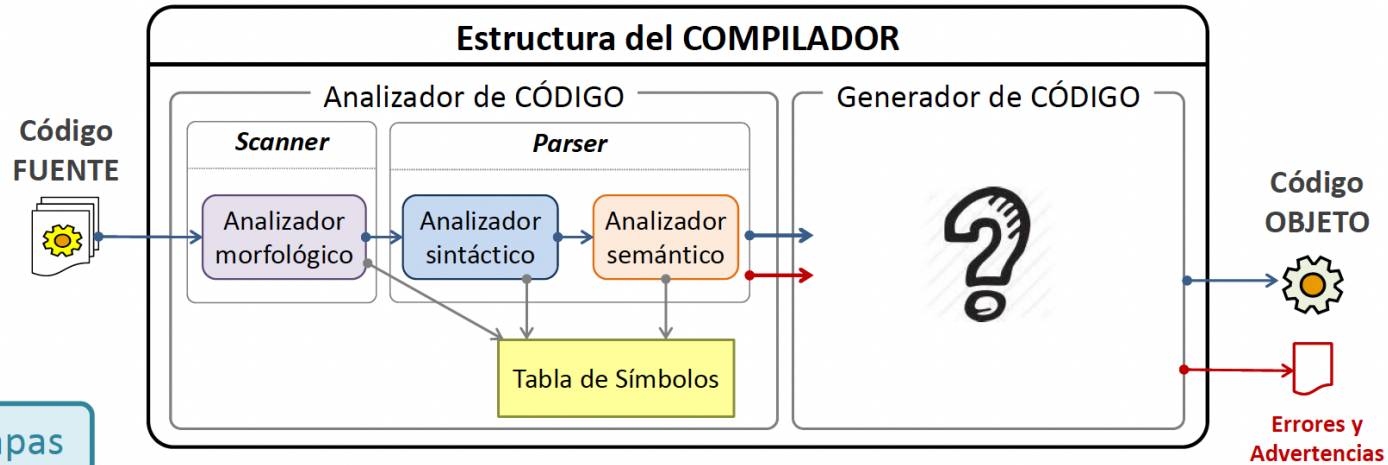 Estructura del COMPILADOR
Analizador de CÓDIGO
Generador de CÓDIGO
Código
FUENTE
Scanner
Parser
Analizador
morfológico
Analizador
sintáctico
Analizador
semántico
Tabla de Símbolos
?
Código
OBJETO
Errores y
Advertencias